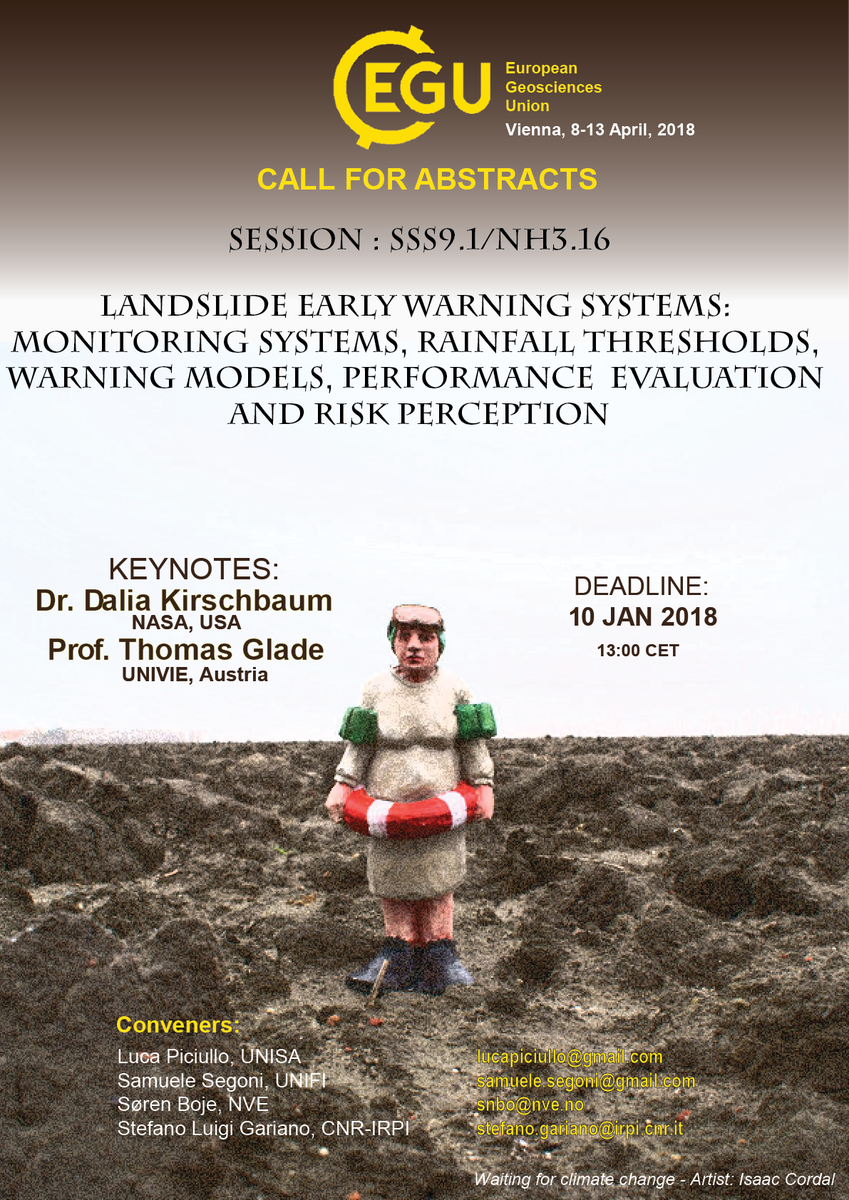 EGU
European
Geosciences
Union
Vienna, 8-13 April, 2018
CALL FOR ABSTRACTS
SESSION : SSS9.1/NH3.16
LANDSLIDE EARLY WARNING SYSTEMS:
MONITORING SYSTEMS, RAINFALL THRESHOLDS,
WARNING MODELS, PERFORMANCE EVALUATION
AND RISK PERCEPTION
KEYNOTES:
Dr. Dalia Kirschbaum
NASA, USA
Prof. Thomas Glade
UNIVIE, Austria
DEADLINE:
10 JAN 2018
13:00 CET
Conveners:
Luca Piciullo, UNISA
Samuele Segoni, UNIFI
Søren Boje, NVE
Stefano Luigi Gariano, CNR-IRPI
lucapiciullo@gmail.com
samuele.segoni@gmail.com
snbo@nve.no
stefano.gariano@irpi.cnr.it
Waiting for climate change - Artist: Isaac Cordal